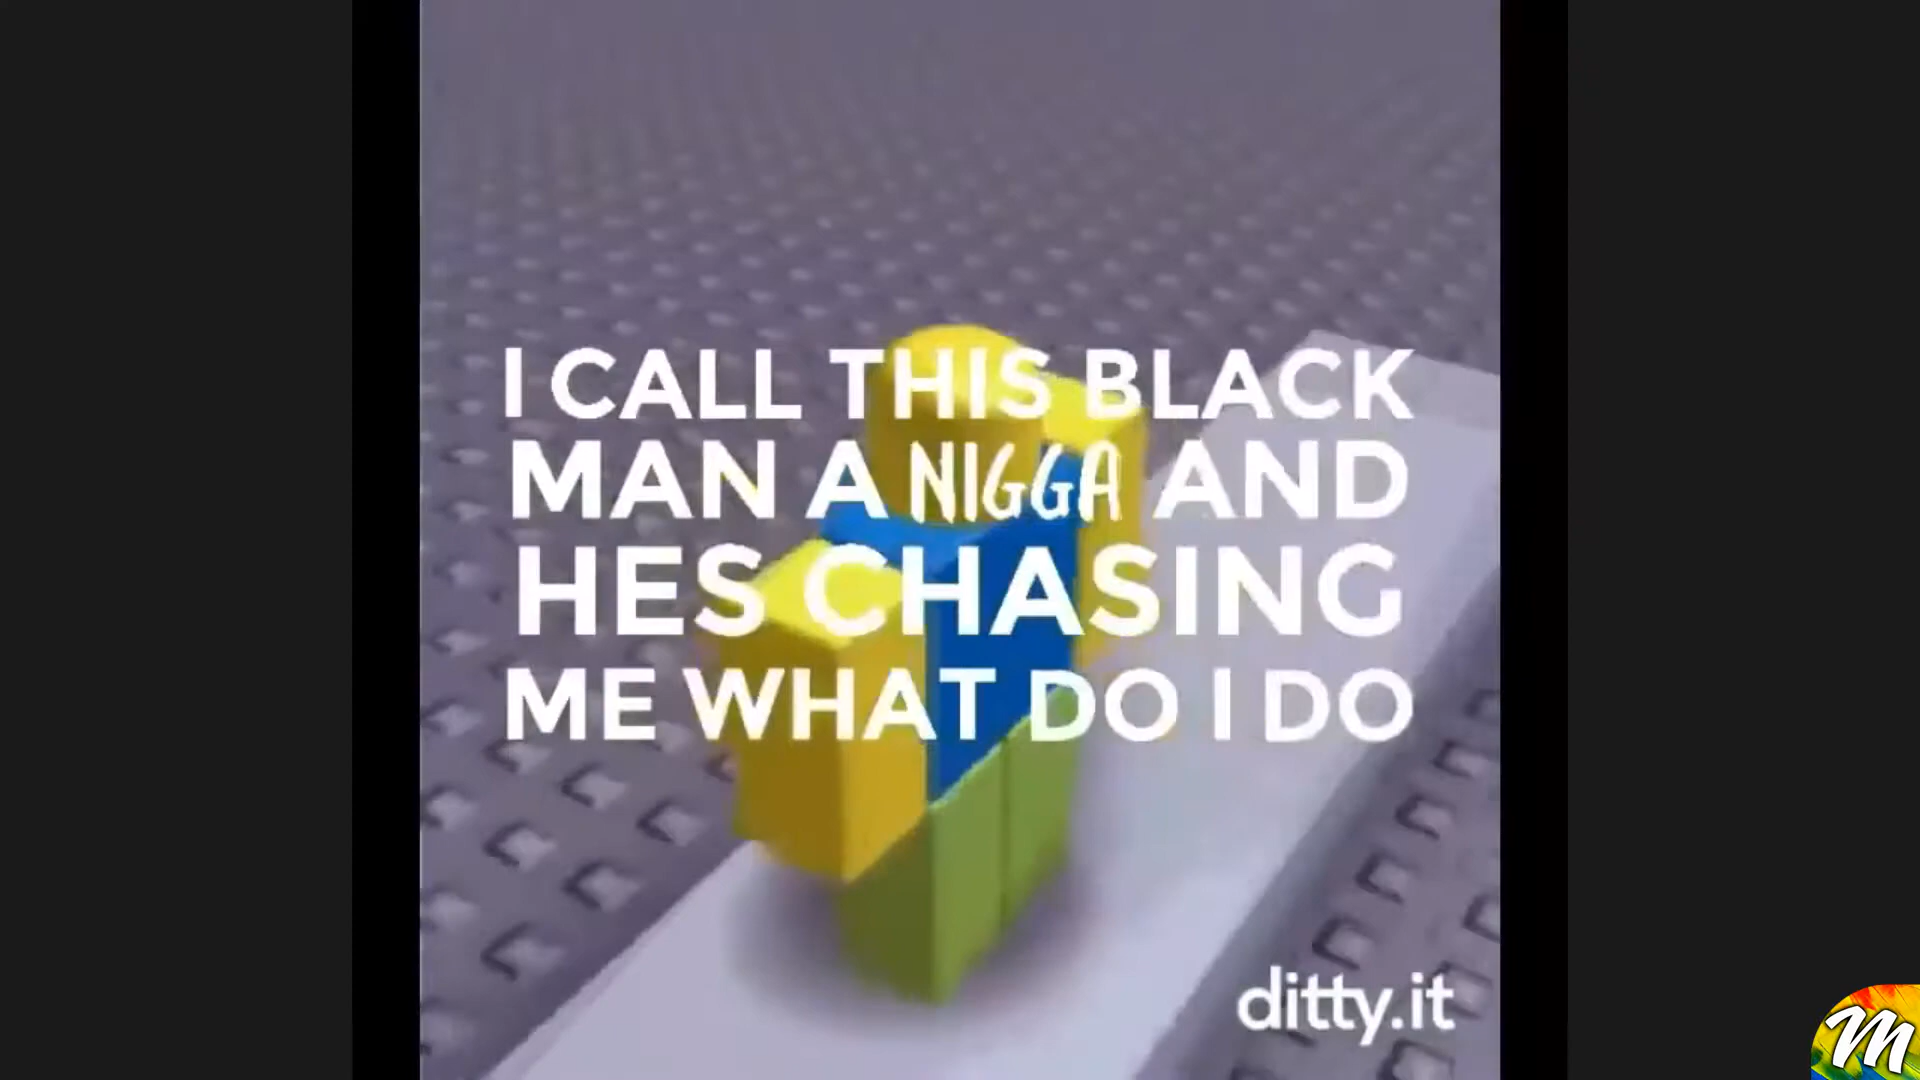 I CALL THIS BLACK
MAN A NIGGA AND
HES CHASING
ME WHAT DO I DO
ditty.it
M